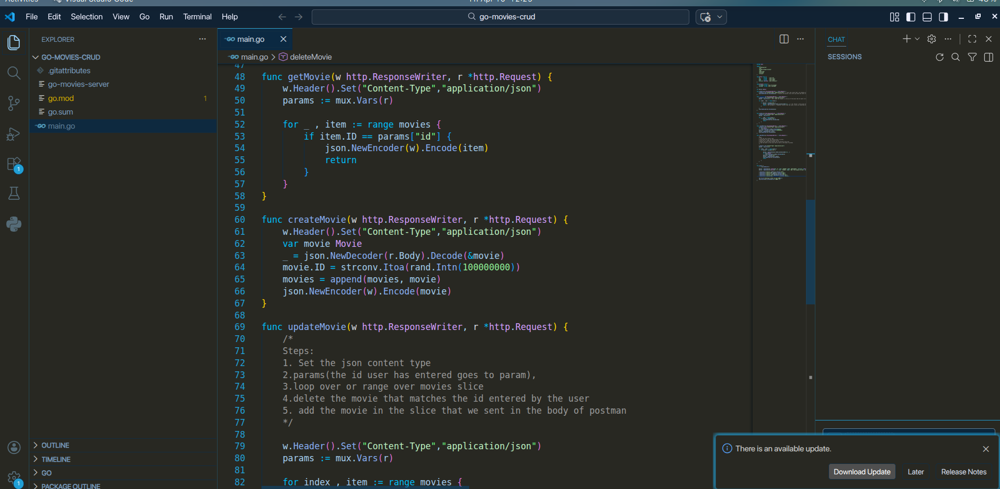 Activities
Visual Studio Code
File Edit Selection View Go Run Terminal Help
go-movies-crud
EXPLORER
GO-MOVIES-CRUD
.gitattributes
go-movies-server
go.mod 1
go.sum
main.go
OUTLINE
TIMELINE
GO
PACKAGE OUTLINE
1
1
main.go
main.go > deleteMovie
47
48 func getMovie(w http.ResponseWriter, r *http.Request) {
49 w.Header().Set("Content-Type","application/json")
50 params := mux.Vars(r)
51
52 for _ , item := range movies {
53 if item.ID == params["id"] {
54 json.NewEncoder(w).Encode(item)
55 return
56 }
57 }
58 }
59
60 func createMovie(w http.ResponseWriter, r *http.Request) {
61 w.Header().Set("Content-Type","application/json")
62 var movie Movie
63 _ = json.NewDecoder(r.Body).Decode(&movie)
64 movie.ID = strconv.Itoa(rand.Intn(100000000))
65 movies = append(movies, movie)
66 json.NewEncoder(w).Encode(movie)
67 }
68
69 func updateMovie(w http.ResponseWriter, r *http.Request) {
70 /*
71 Steps:
72 1. Set the json content type
73 2.params(the id user has entered goes to param),
74 3.loop over or range over movies slice
75 4.delete the movie that matches the id entered by the user
76 5. add the movie in the slice that we sent in the body of postman
77 */
78
79 w.Header().Set("Content-Type","application/json")
80 params := mux.Vars(r)
81
82 for index , item := range movies {
CHAT
SESSIONS
There is an available update.
Download Update Later Release Notes